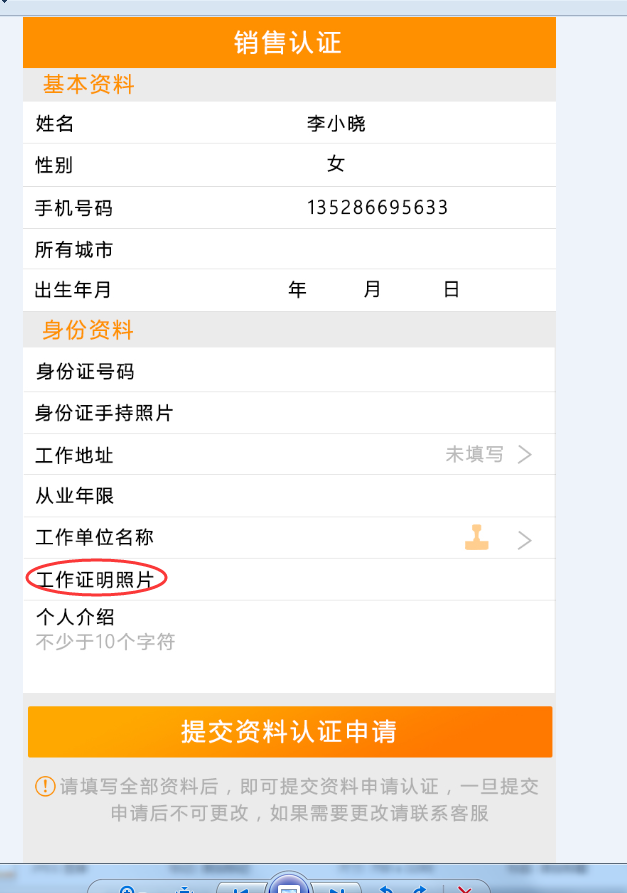 销售认证
基本资料
姓名 李小晓
性别 女
手机号码 135286695633
所有城市
出生年月 年 月 日
身份资料
身份证号码
身份证手持照片
工作地址 未填写
从业年限
工作单位名称
工作证明照片
个人介绍
不少于10个字符
提交资料认证申请
请填写全部资料后，即可提交资料申请认证，一旦提交
申请后不可更改，如果需要更改请联系客服